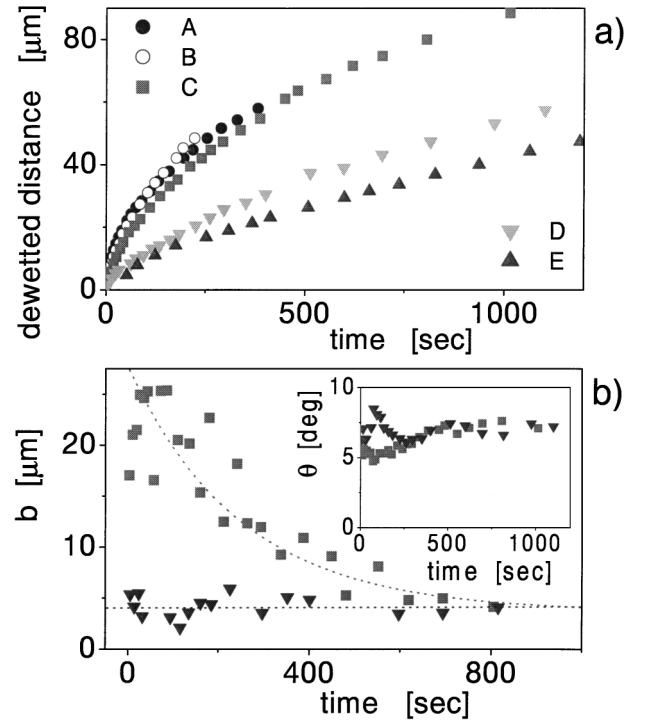 a)
dewetted distance [μm]
80
40
0
A
B
C
D
E
0 500 1000
time [sec]
b)
b [μm]
20
10
0
0 400 800
time [sec]
θ [deg]
10
5
0
0 500 1000
time [sec]